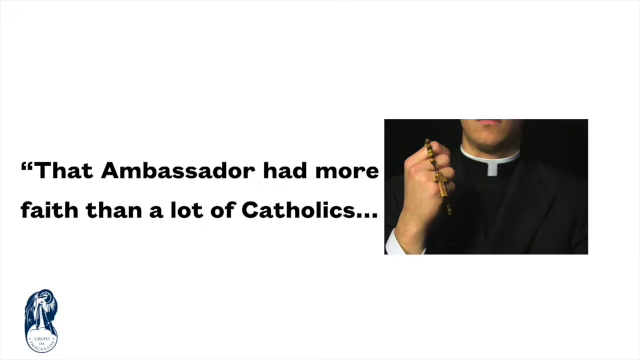 “That Ambassador had more
faith than a lot of Catholics...